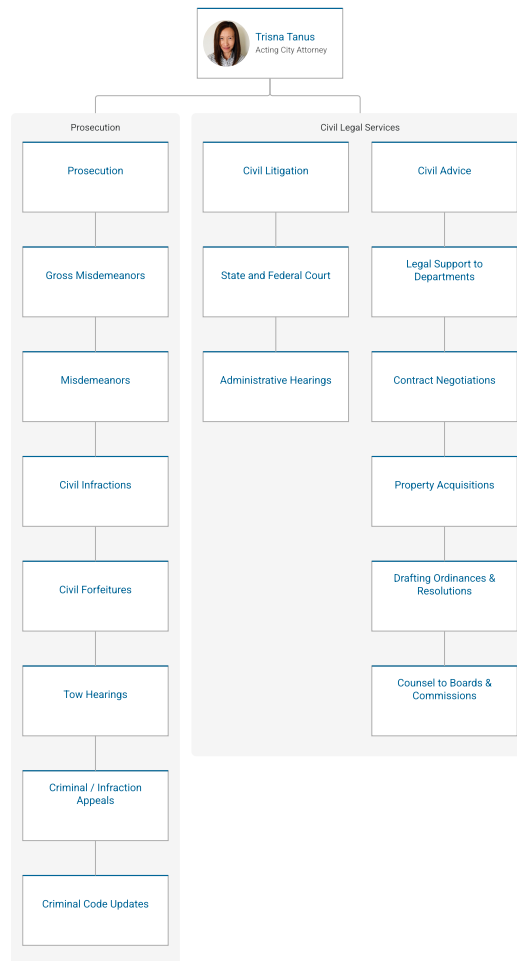 Trisna Tanus
Acting City Attorney
Prosecution
Prosecution
Gross Misdemeanors
Misdemeanors
Civil Infractions
Civil Forfeitures
Tow Hearings
Criminal / Infraction
Appeals
Criminal Code Updates
Civil Legal Services
Civil Litigation
State and Federal Court
Administrative Hearings
Civil Advice
Legal Support to
Departments
Contract Negotiations
Property Acquisitions
Drafting Ordinances &
Resolutions
Counsel to Boards &
Commissions